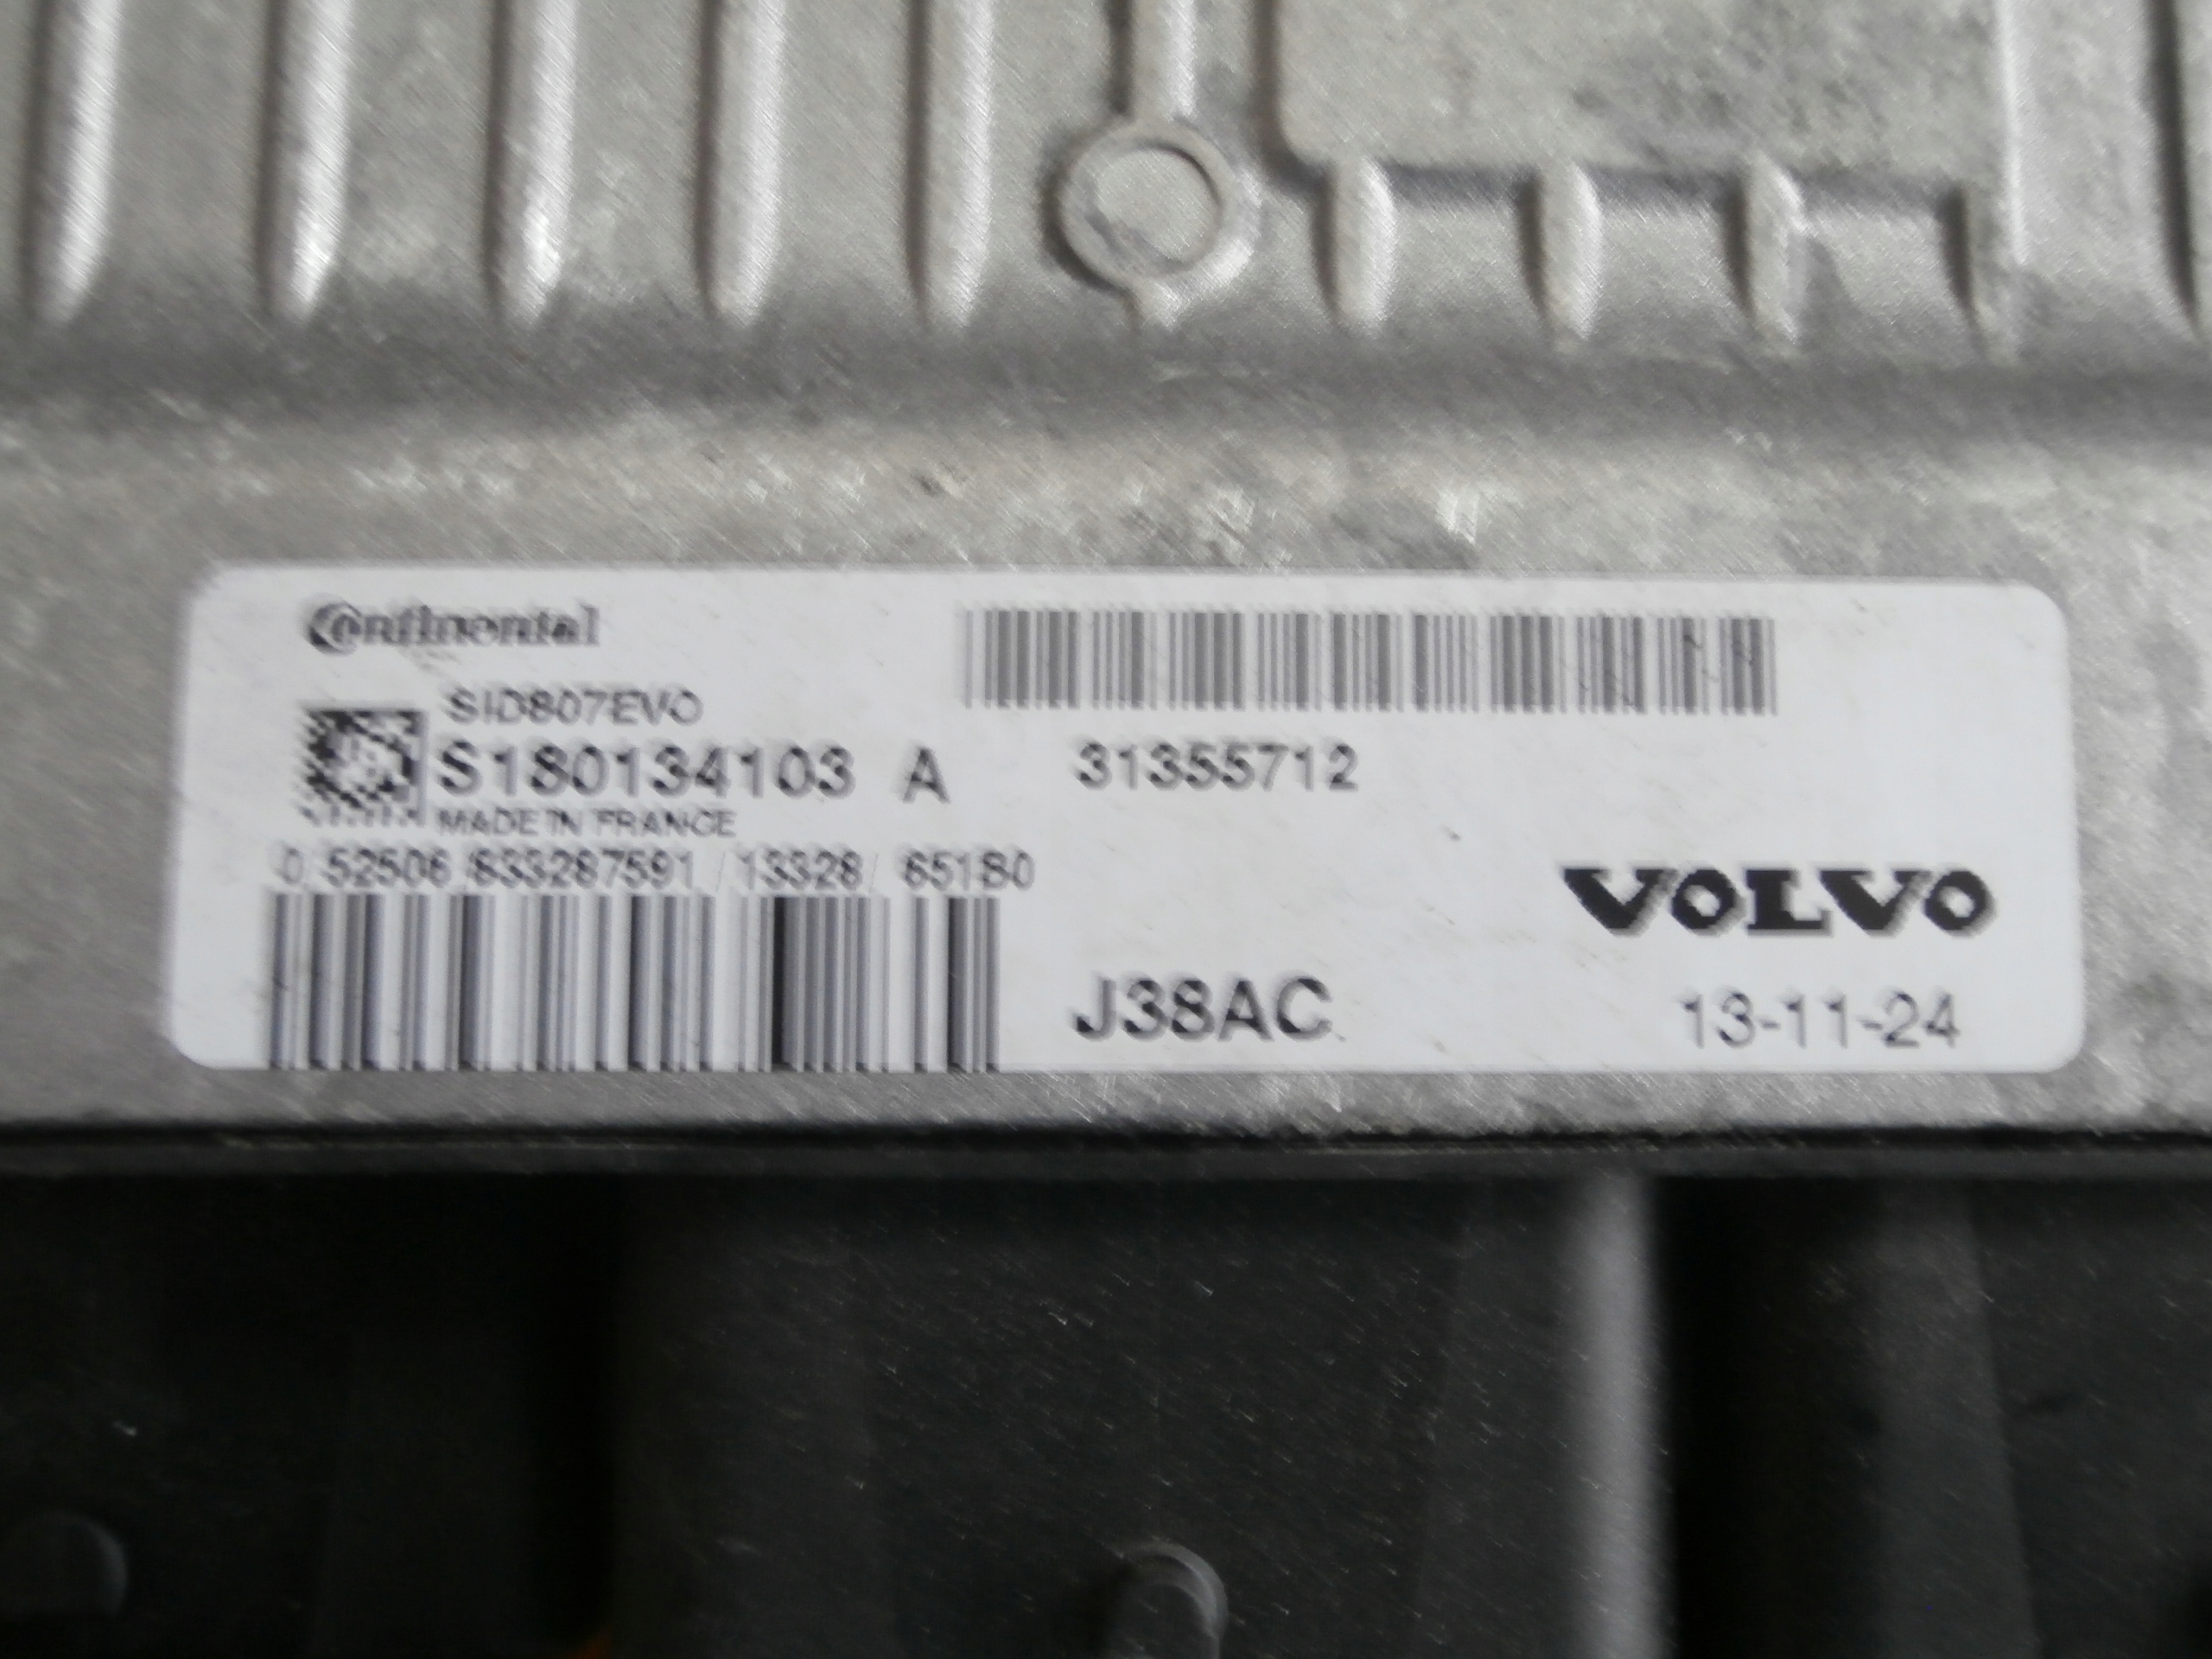 Continental
SID807EVO
S180134103 A
MADE IN FRANCE
0 52506 /833287591 / 13328 / 651B0
31355712
VOLVO
J38AC
13-11-24